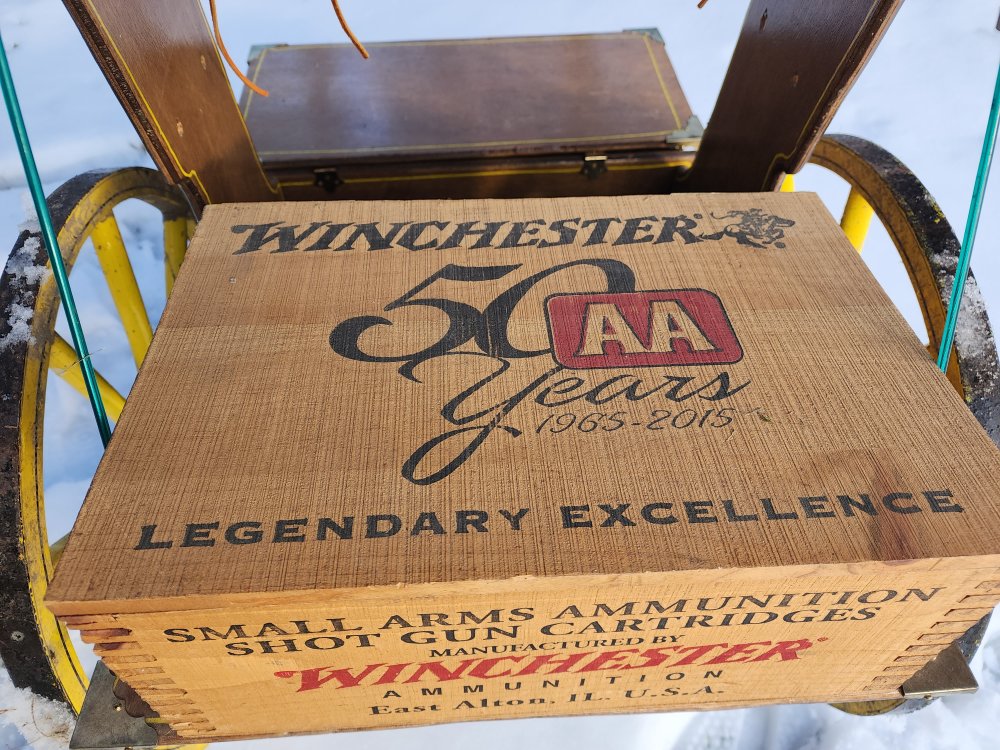 WINCHESTER®
50 AA
Years
1965-2015
LEGENDARY EXCELLENCE
SMALL ARMS AMMUNITION
SHOT GUN CARTRIDGES
MANUFACTURED BY
WINCHESTER®
AMMUNITION
East Alton, IL. U.S.A.